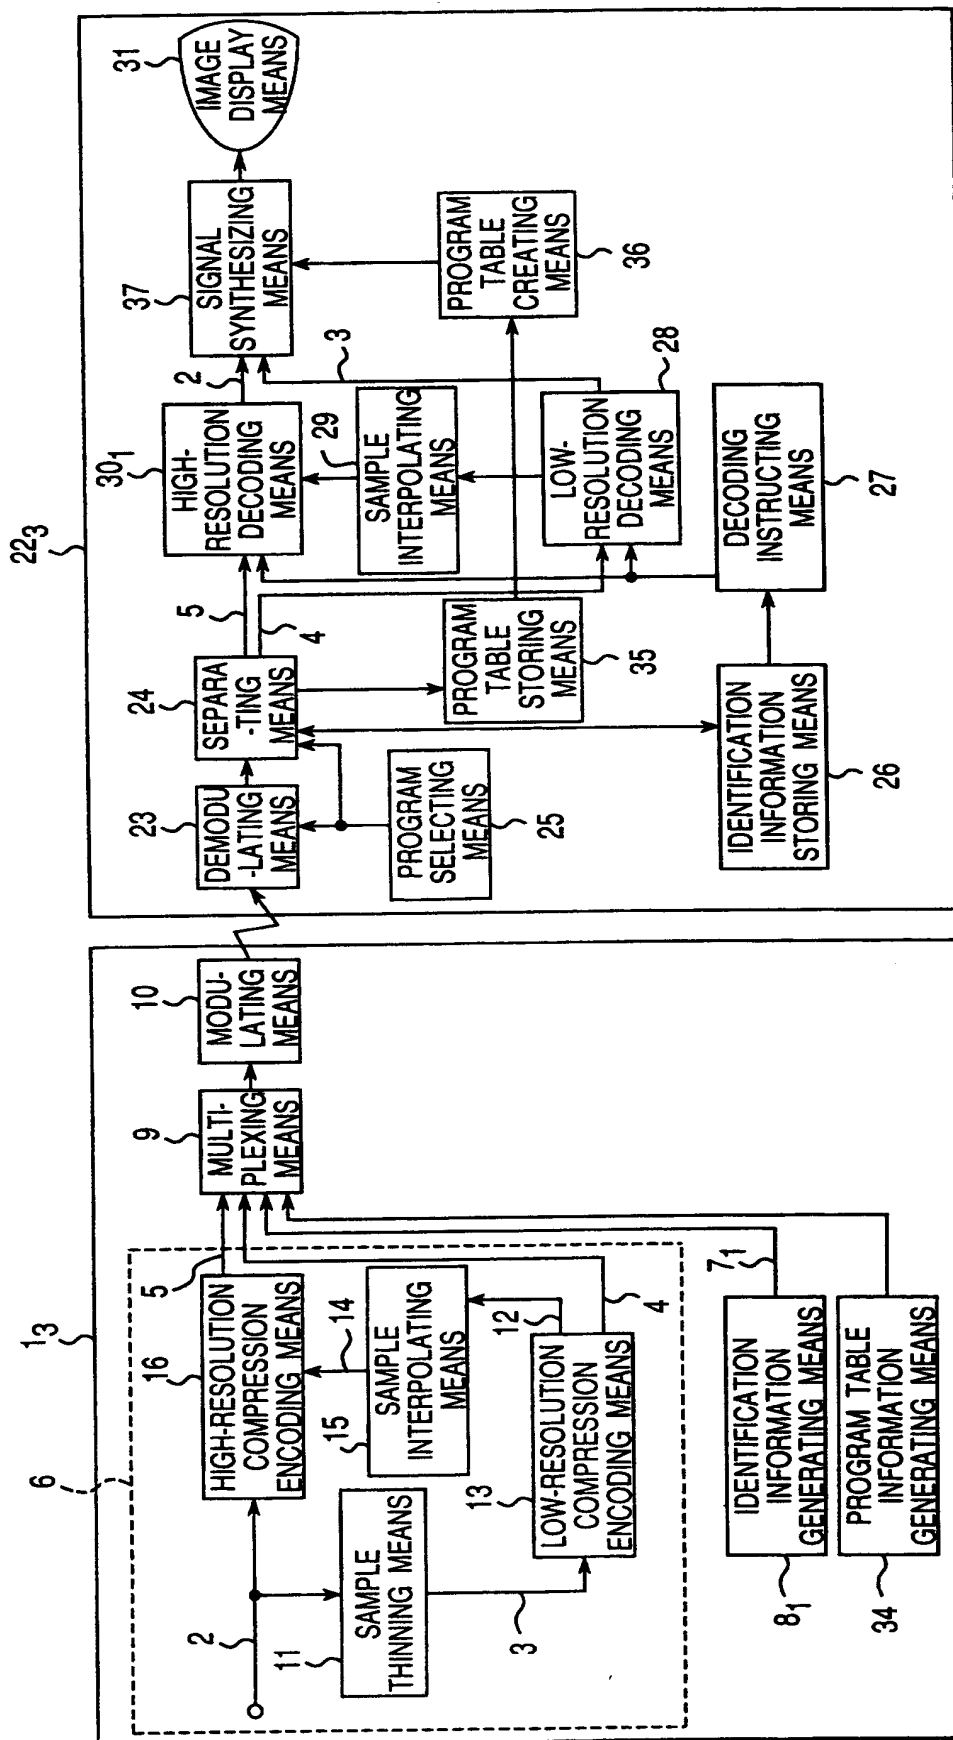 1₃
6
2
11
SAMPLE
THINNING MEANS
3
16
HIGH-RESOLUTION
COMPRESSION
ENCODING MEANS
5
14
15
SAMPLE
INTERPOLATING
MEANS
12
13
LOW-RESOLUTION
COMPRESSION
ENCODING MEANS
4
8₁
IDENTIFICATION
INFORMATION
GENERATING MEANS
7₁
34
PROGRAM TABLE
INFORMATION
GENERATING MEANS
9
MULTI-
PLEXING
MEANS
10
MODU-
LATING
MEANS
22₃
23
DEMODU
-LATING
MEANS
24
SEPARA
-TING
MEANS
25
PROGRAM
SELECTING
MEANS
5
4
26
IDENTIFICATION
INFORMATION
STORING MEANS
35
PROGRAM
TABLE
STORING
MEANS
27
DECODING
INSTRUCTING
MEANS
28
LOW-
RESOLUTION
DECODING
MEANS
29
SAMPLE
INTERPOLATING
MEANS
30₁
HIGH-
RESOLUTION
DECODING
MEANS
2
3
36
PROGRAM
TABLE
CREATING
MEANS
37
SIGNAL
SYNTHESIZING
MEANS
31
IMAGE
DISPLAY
MEANS